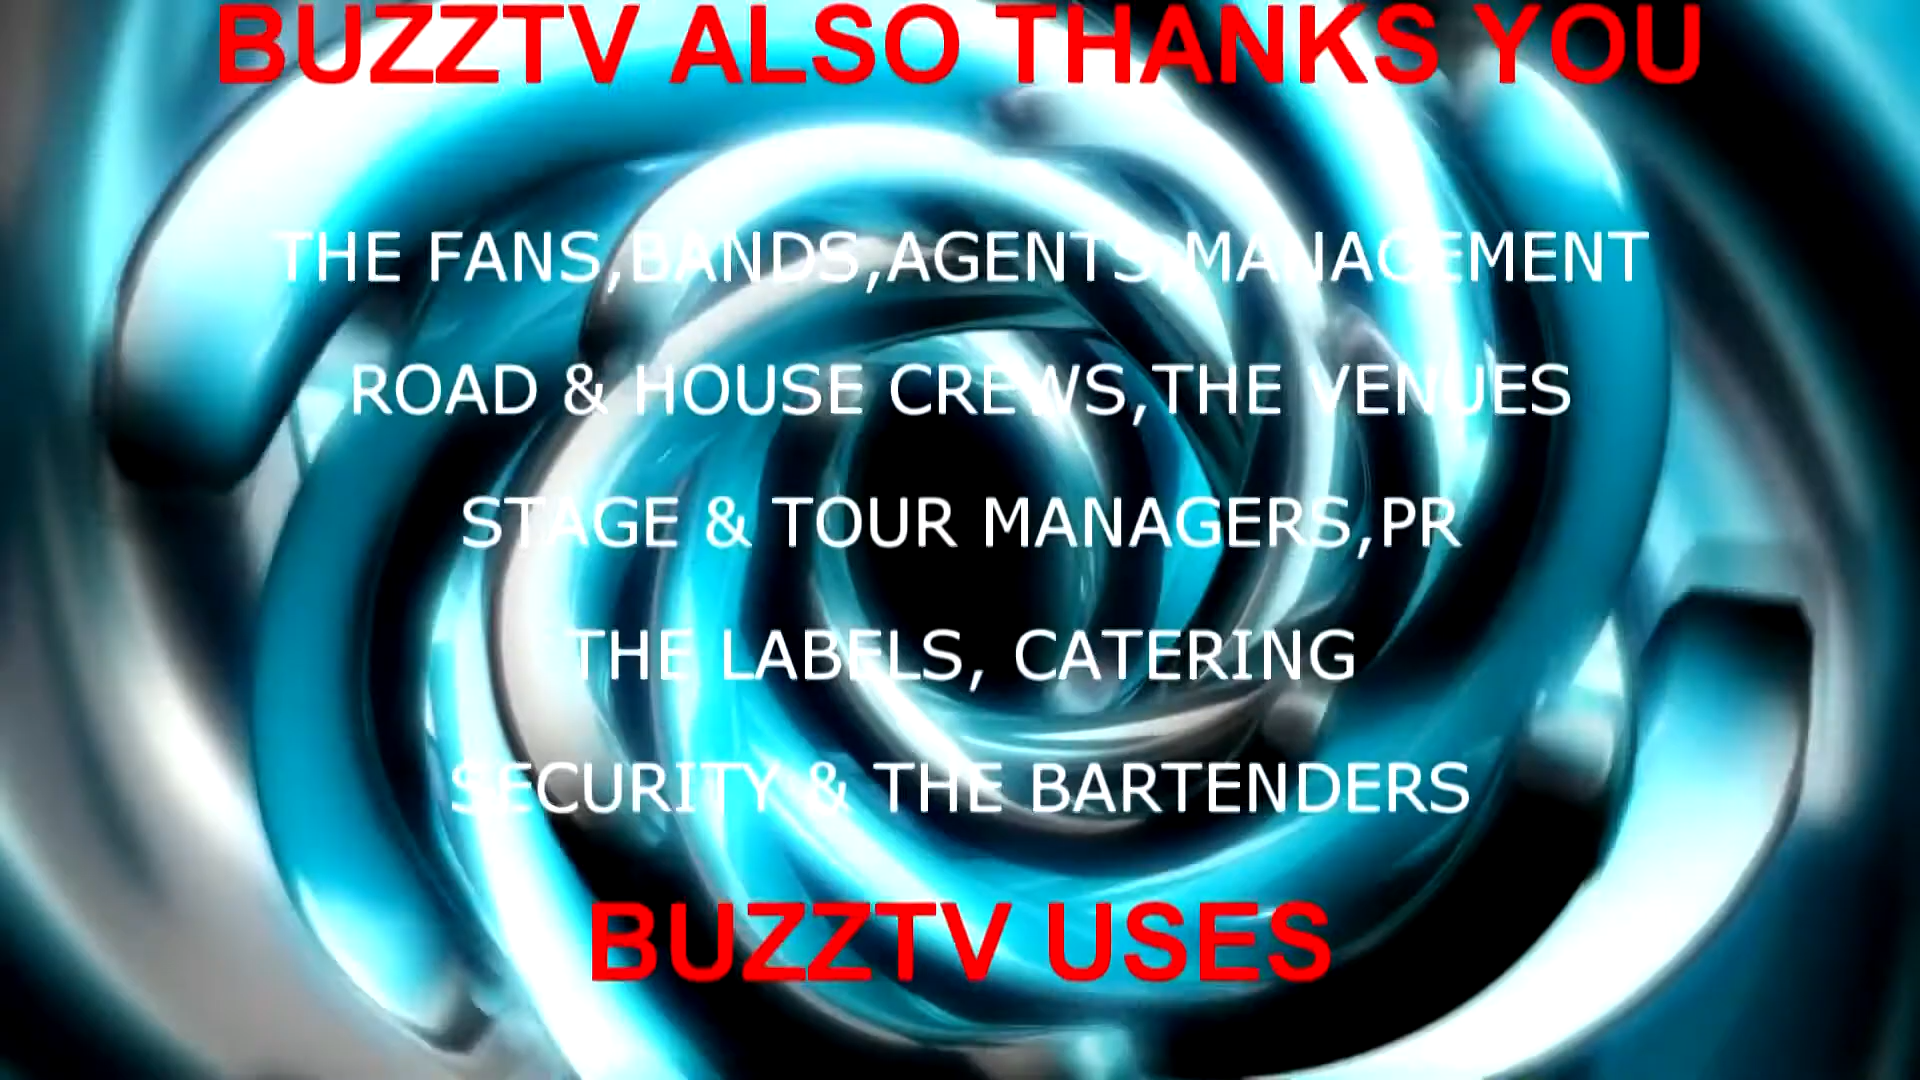 BUZZTV ALSO THANKS YOU
THE FANS,BANDS,AGENTS,MANAGEMENT
ROAD & HOUSE CREWS,THE VENUES
STAGE & TOUR MANAGERS,PR
THE LABELS, CATERING
SECURITY & THE BARTENDERS
BUZZTV USES